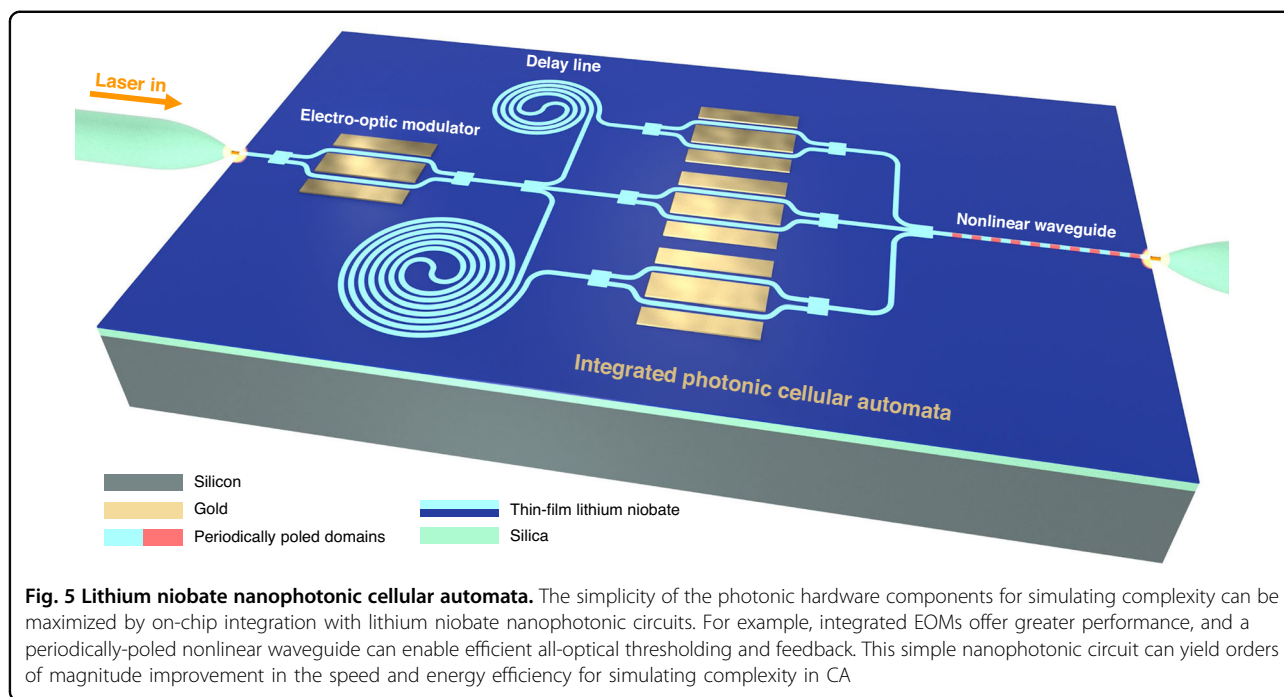 Laser in
Delay line
Electro-optic modulator
Nonlinear waveguide
Integrated photonic cellular automata
Silicon
Gold
Periodically poled domains
Thin-film lithium niobate
Silica
Fig. 5 Lithium niobate nanophotonic cellular automata. The simplicity of the photonic hardware components for simulating complexity can be
maximized by on-chip integration with lithium niobate nanophotonic circuits. For example, integrated EOMs offer greater performance, and a
periodically-poled nonlinear waveguide can enable efficient all-optical thresholding and feedback. This simple nanophotonic circuit can yield orders
of magnitude improvement in the speed and energy efficiency for simulating complexity in CA